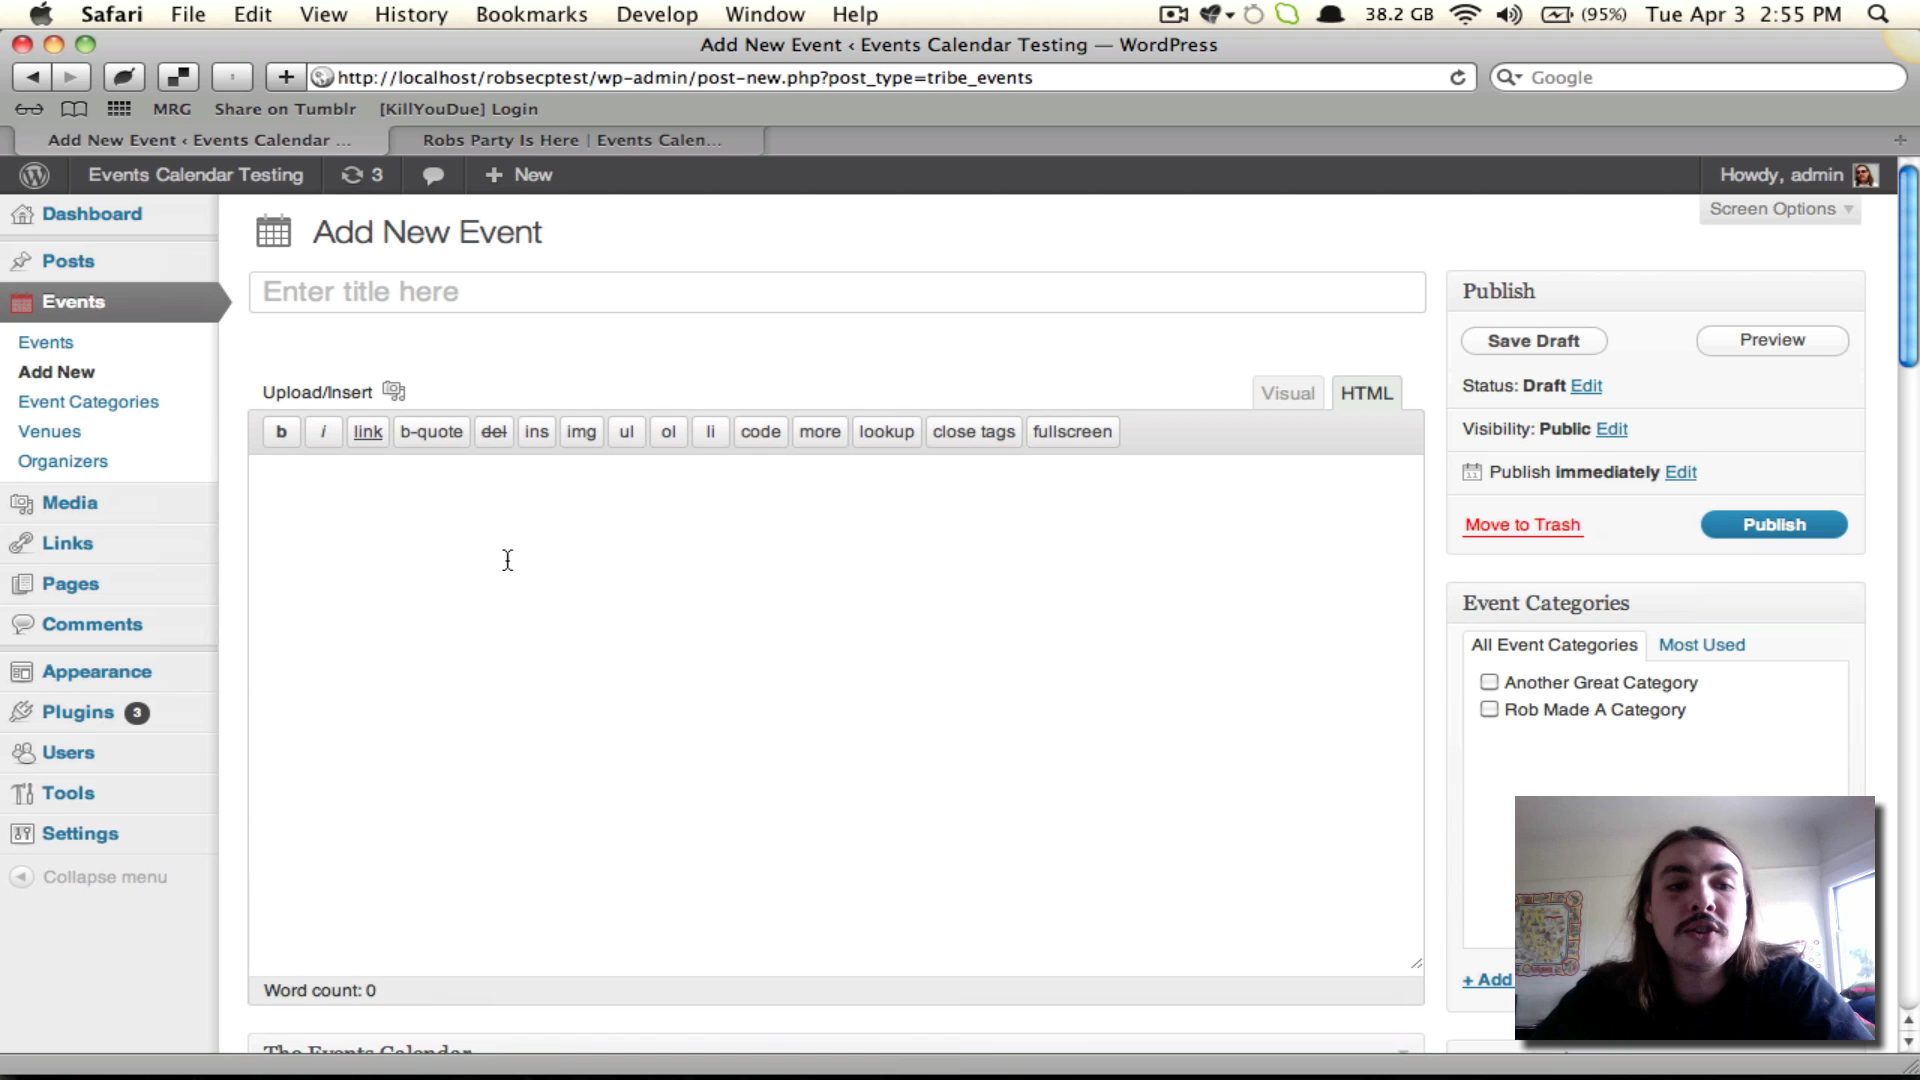 Safari File Edit View History Bookmarks Develop Window Help 38.2 GB (95%) Tue Apr 3 2:55 PM
Add New Event ‹ Events Calendar Testing — WordPress
http://localhost/robsecptest/wp-admin/post-new.php?post_type=tribe_events Google
MRG Share on Tumblr [KillYouDue] Login
Add New Event ‹ Events Calendar ... Robs Party Is Here | Events Calen...
Events Calendar Testing 3 + New Howdy, admin
Screen Options
Dashboard
Posts
Events
Events
Add New
Event Categories
Venues
Organizers
Media
Links
Pages
Comments
Appearance
Plugins 3
Users
Tools
Settings
Collapse menu
Add New Event
Enter title here
Upload/Insert Visual HTML
b i link b-quote del ins img ul ol li code more lookup close tags fullscreen
Word count: 0
The Events Calendar
Publish
Save Draft Preview
Status: Draft Edit
Visibility: Public Edit
Publish immediately Edit
Move to Trash Publish
Event Categories
All Event Categories Most Used
Another Great Category
Rob Made A Category
+ Add